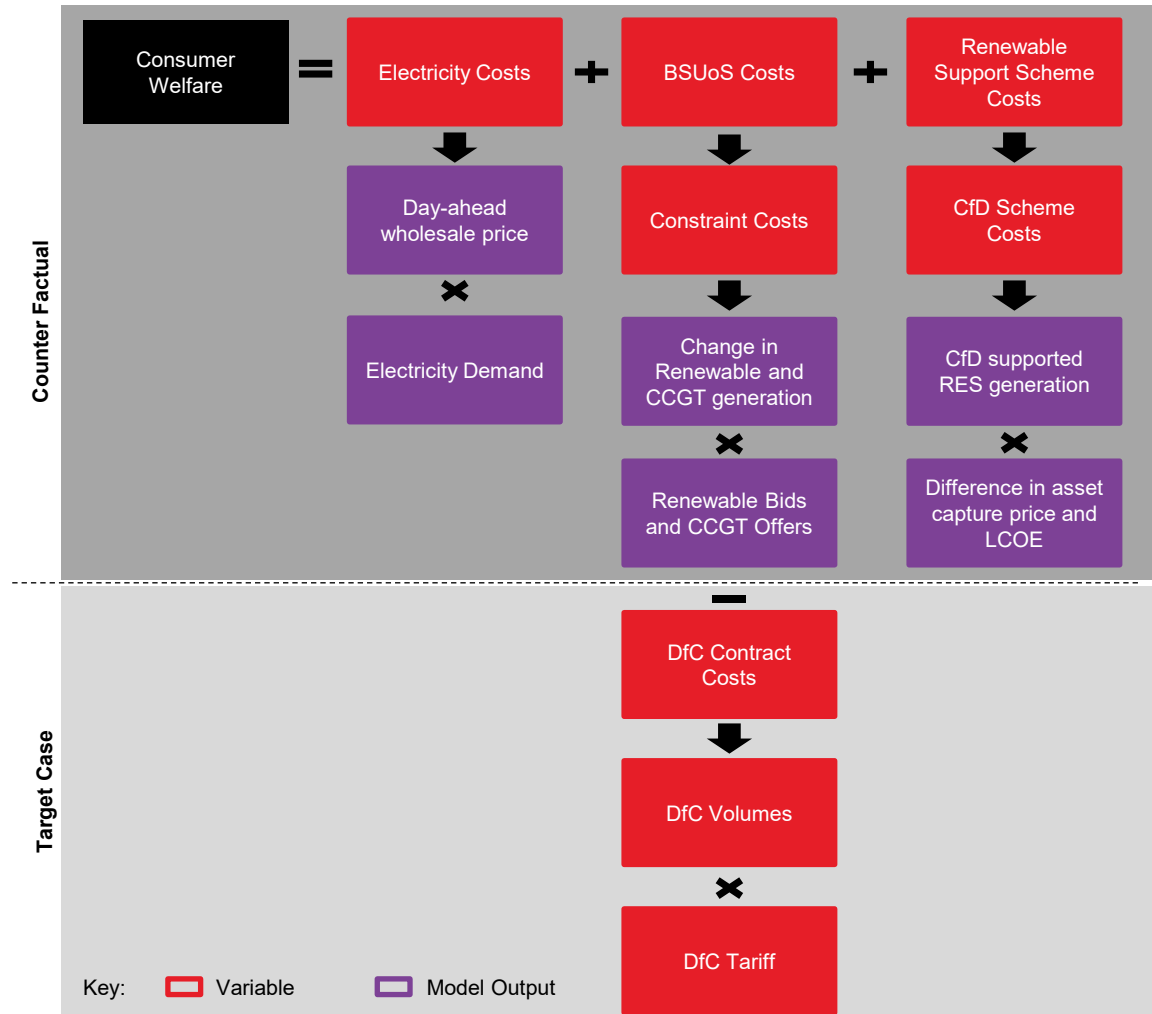 Consumer
Welfare
=
Electricity Costs
+
BSUoS Costs
+
Renewable
Support Scheme
Costs
Day-ahead
wholesale price
Constraint Costs
CfD Scheme
Costs
×
Electricity Demand
Change in
Renewable and
CCGT generation
CfD supported
RES generation
×
×
Renewable Bids
and CCGT Offers
Difference in asset
capture price and
LCOE
Counter Factual
−
DfC Contract
Costs
DfC Volumes
×
DfC Tariff
Target Case
Key:
Variable
Model Output